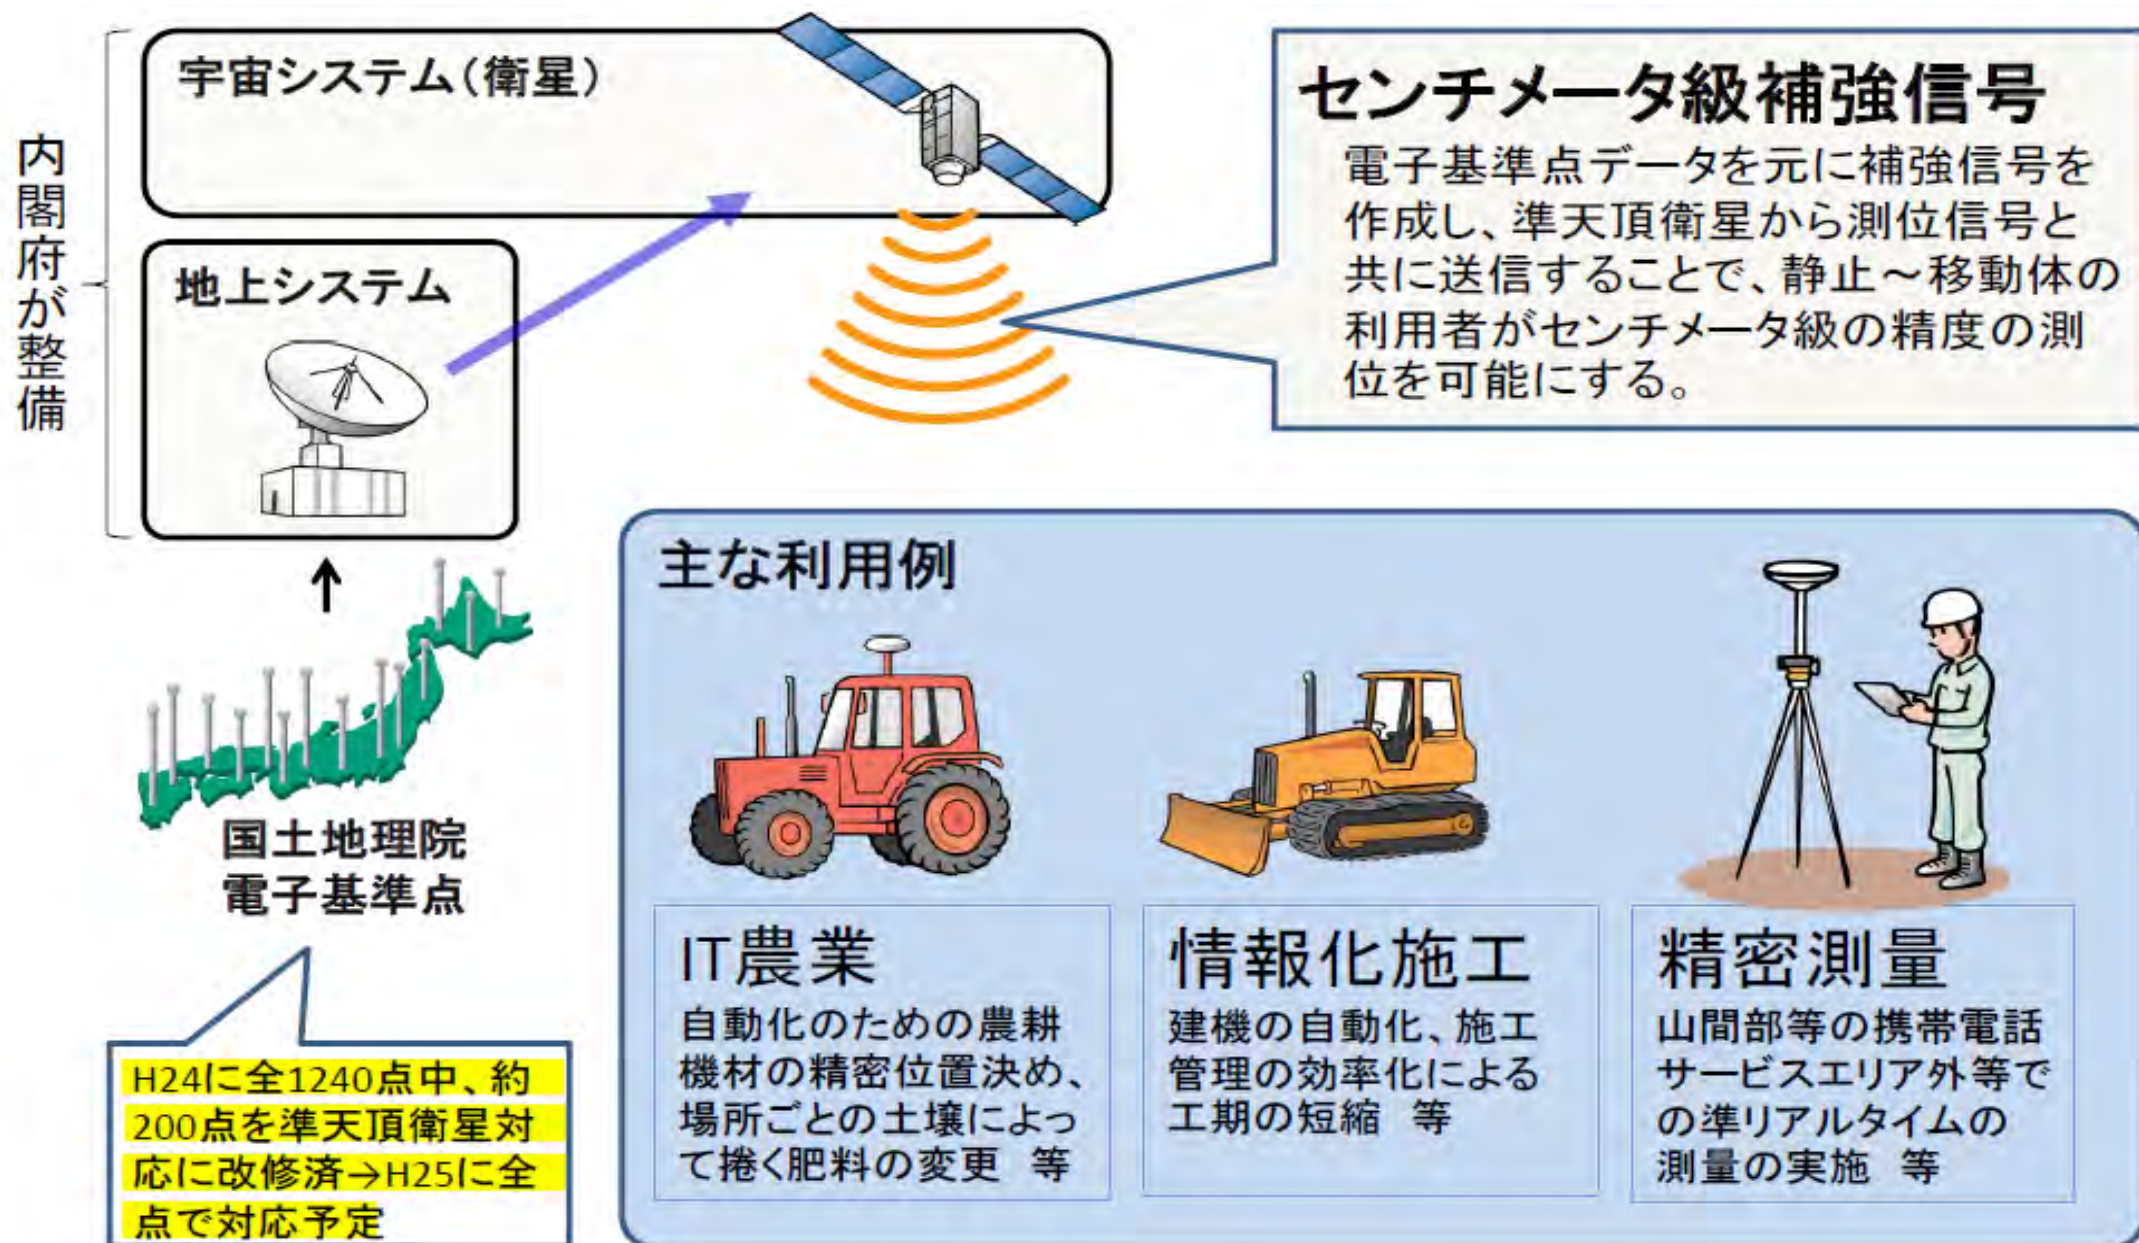 内閣府が整備
宇宙システム(衛星)
地上システム
センチメータ級補強信号
電子基準点データを元に補強信号を
作成し、準天頂衛星から測位信号と
共に送信することで、静止～移動体の
利用者がセンチメータ級の精度の測
位を可能にする。
国土地理院
電子基準点
H24に全1240点中、約
200点を準天頂衛星対
応に改修済→H25に全
点で対応予定
主な利用例
IT農業
自動化のための農耕
機材の精密位置決め、
場所ごとの土壌によっ
て捲く肥料の変更　等
情報化施工
建機の自動化、施工
管理の効率化による
工期の短縮　等
精密測量
山間部等の携帯電話
サービスエリア外等で
の準リアルタイムの
測量の実施　等